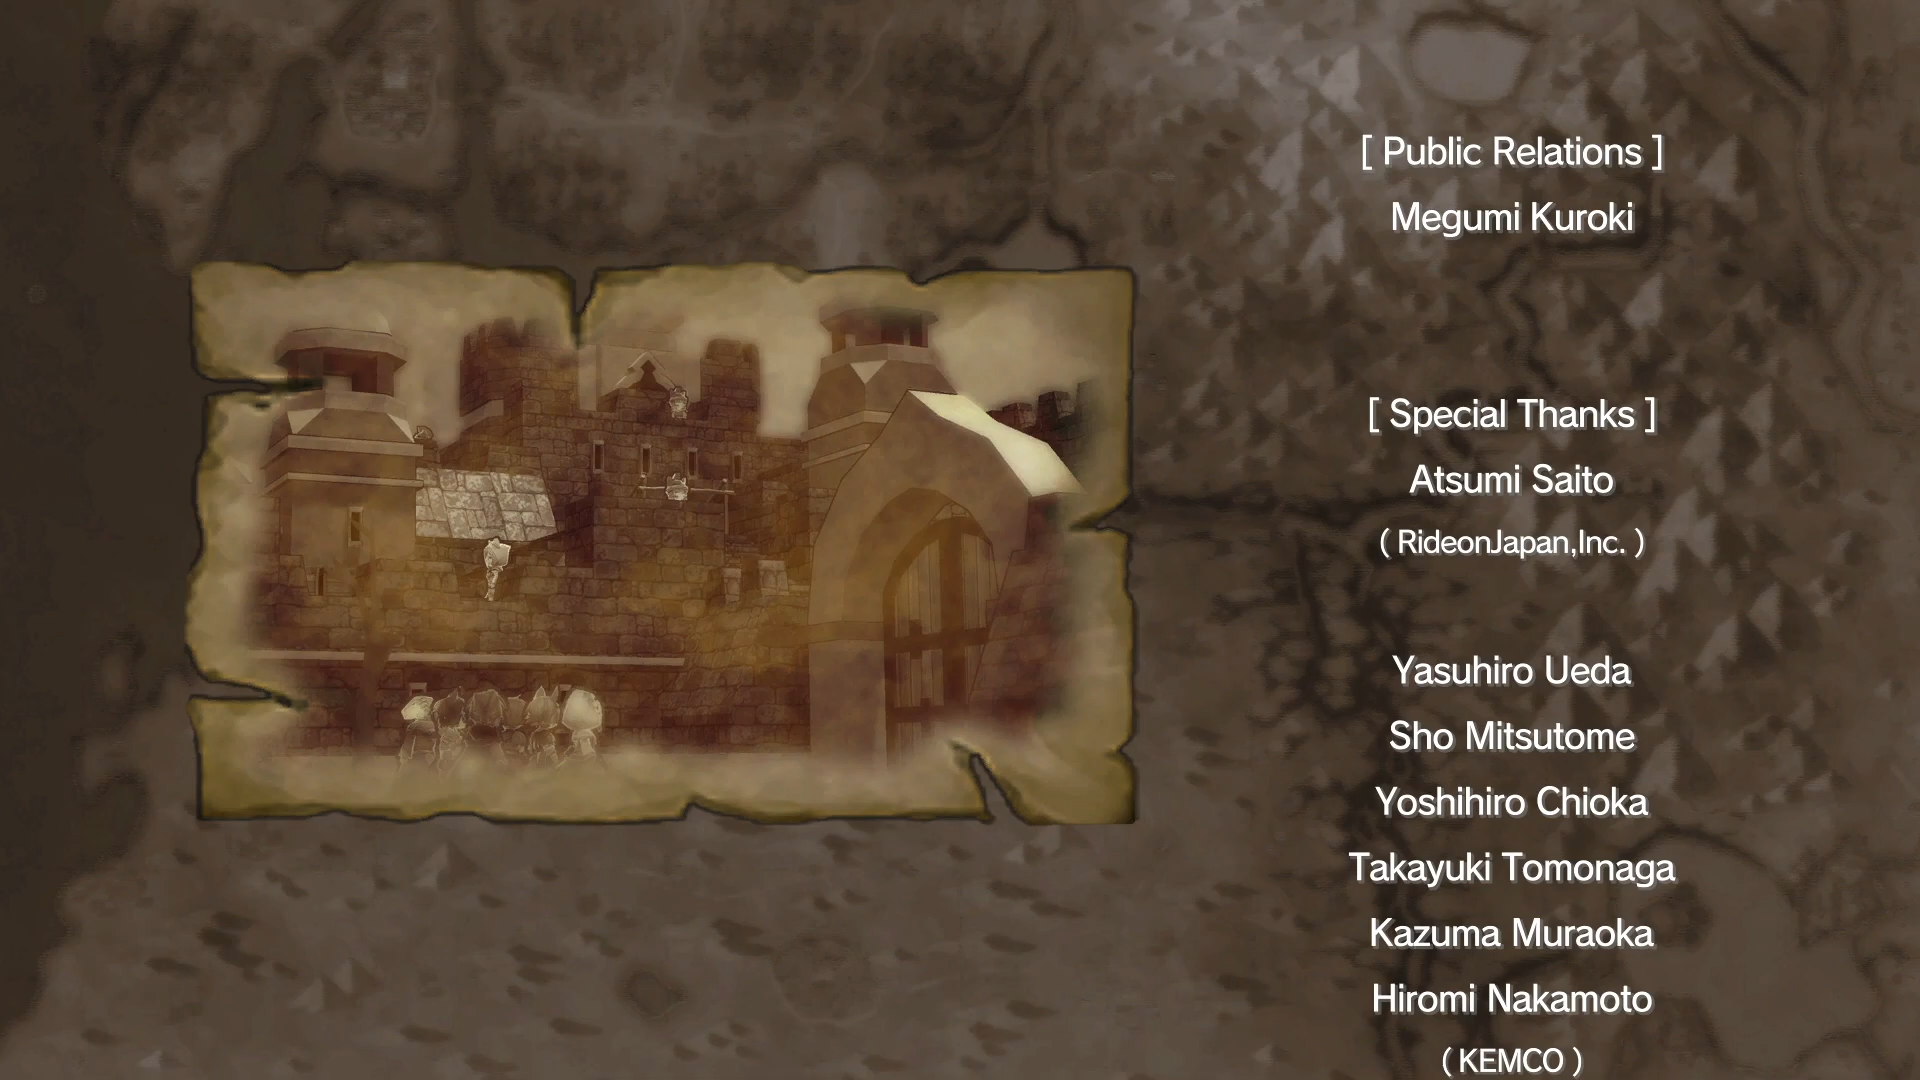 [ Public Relations ]
Megumi Kuroki
[ Special Thanks ]
Atsumi Saito
( RideonJapan,Inc. )
Yasuhiro Ueda
Sho Mitsutome
Yoshihiro Chioka
Takayuki Tomonaga
Kazuma Muraoka
Hiromi Nakamoto
( KEMCO )